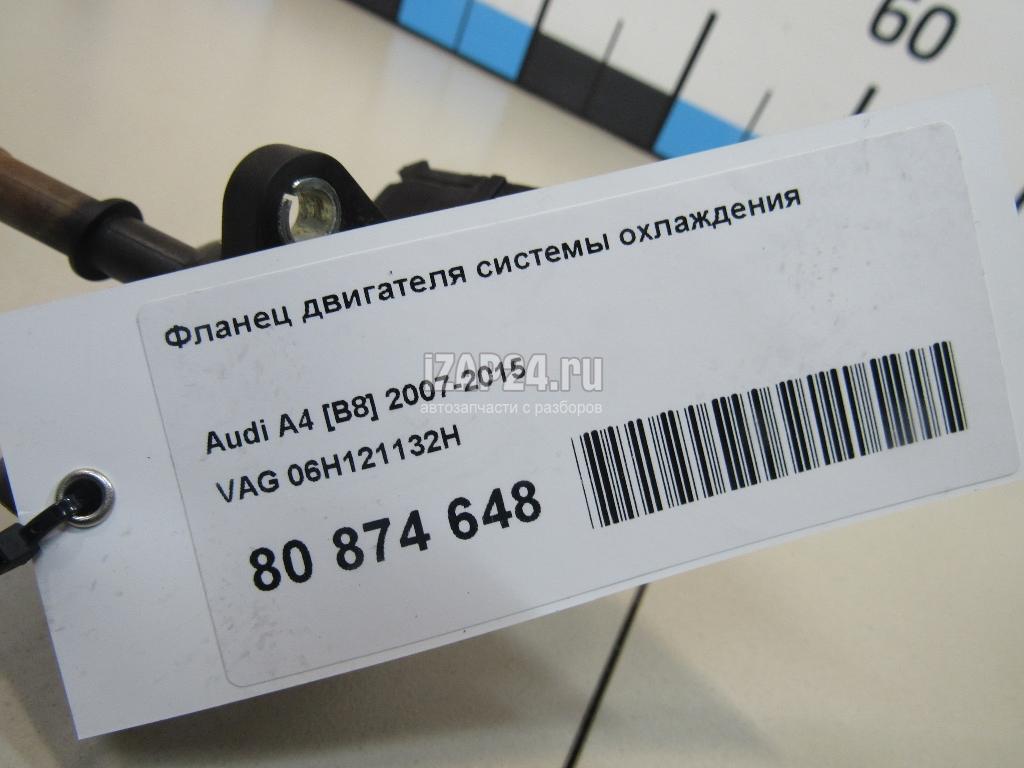 60
Фланец двигателя системы охлаждения
iZAP24.ru
автозапчасти с разборов
Audi A4 [B8] 2007-2015
VAG 06H121132H
80 874 648